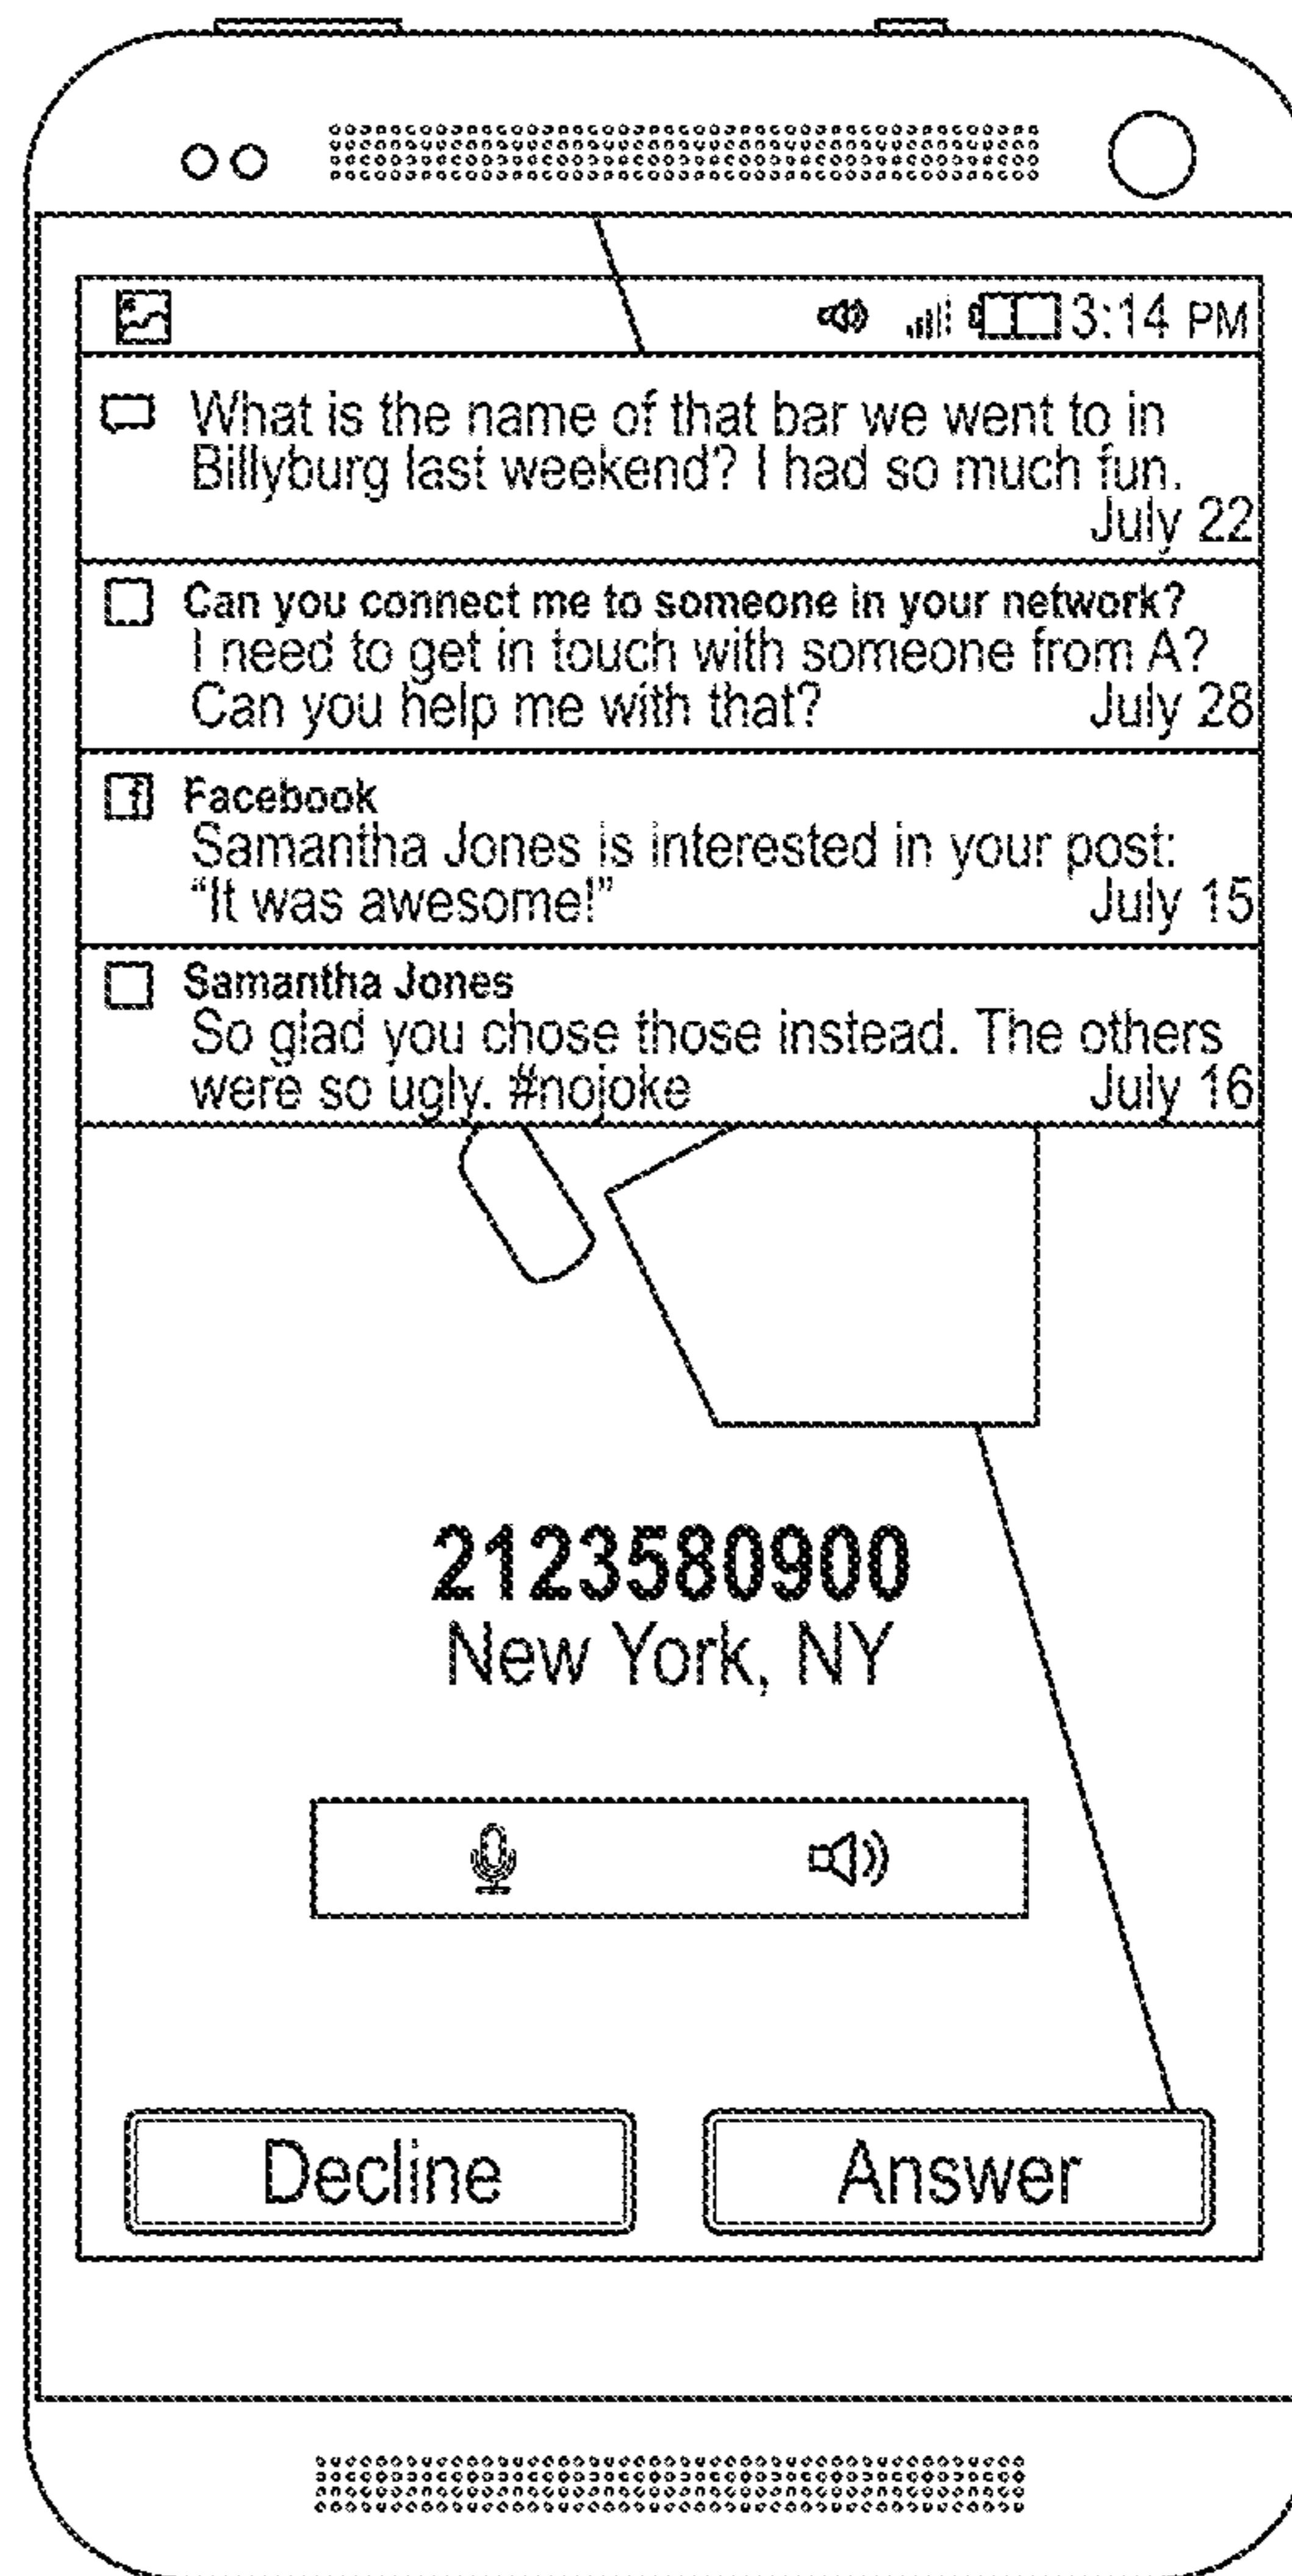 3:14 PM
What is the name of that bar we went to in
Billyburg last weekend? I had so much fun.
July 22
Can you connect me to someone in your network?
I need to get in touch with someone from A?
Can you help me with that? July 28
f Facebook
Samantha Jones is interested in your post:
“It was awesome!” July 15
Samantha Jones
So glad you chose those instead. The others
were so ugly. #nojoke July 16
2123580900
New York, NY
Decline Answer